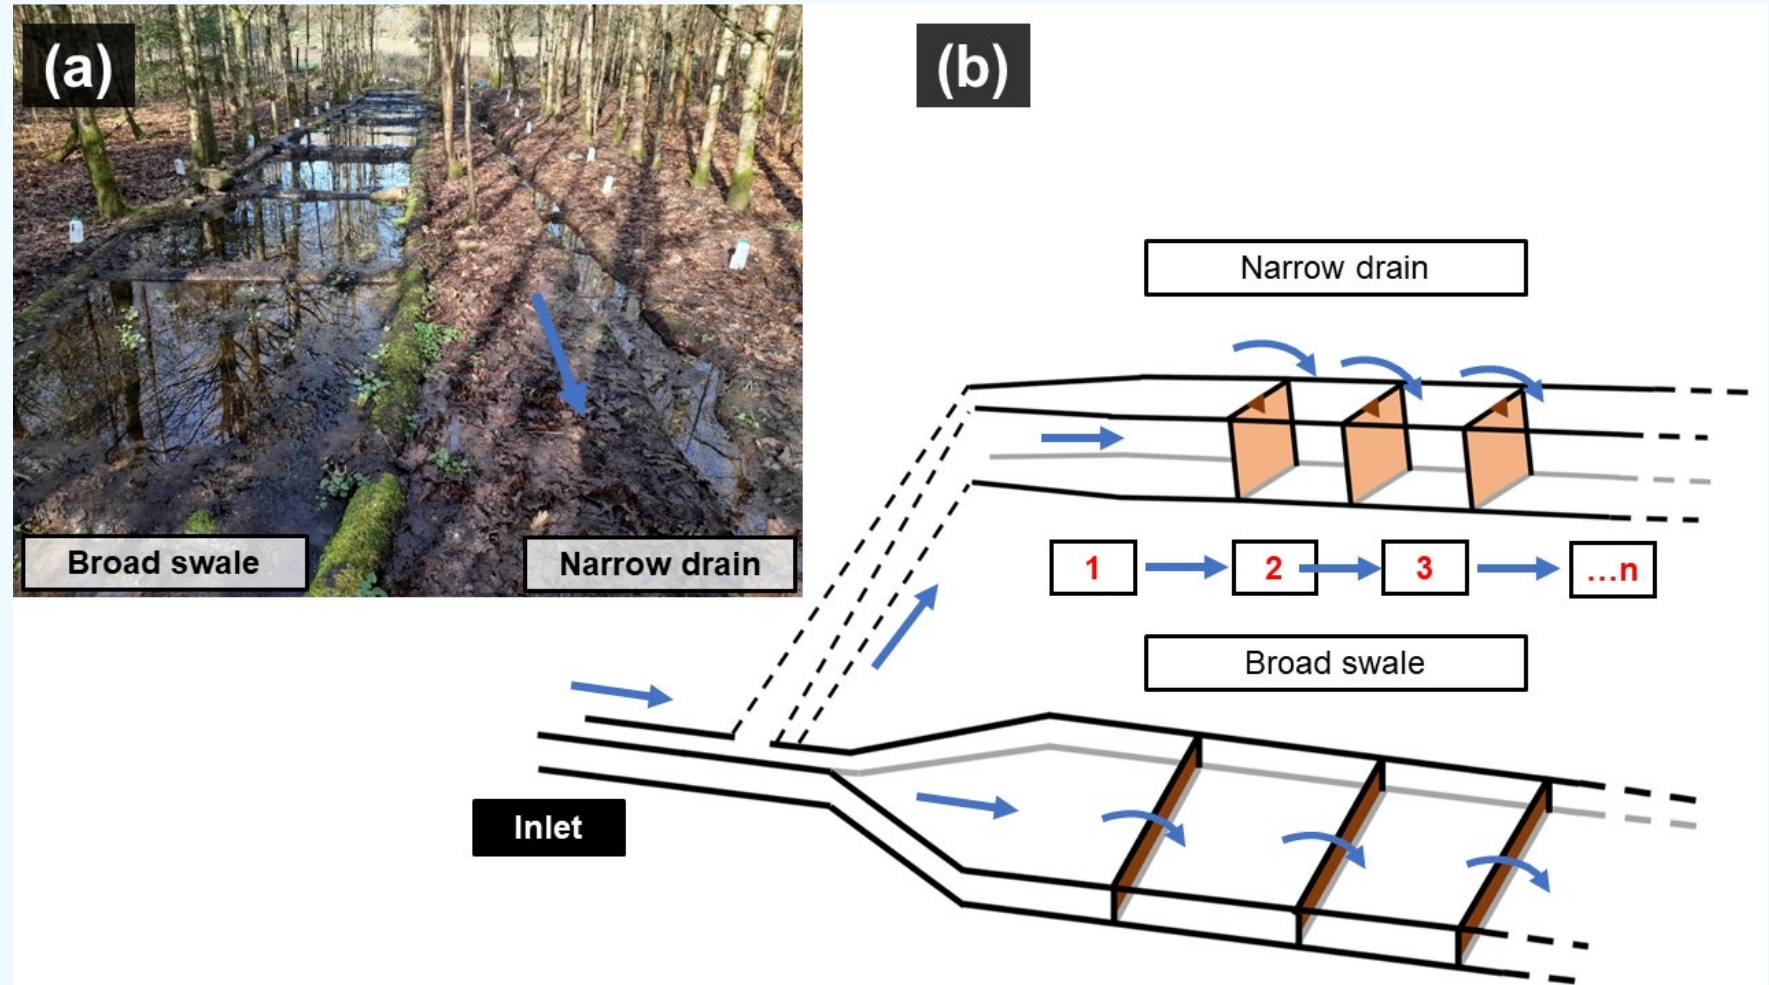 (a)
Broad swale
Narrow drain
(b)
Narrow drain
1
2
3
...n
Broad swale
Inlet